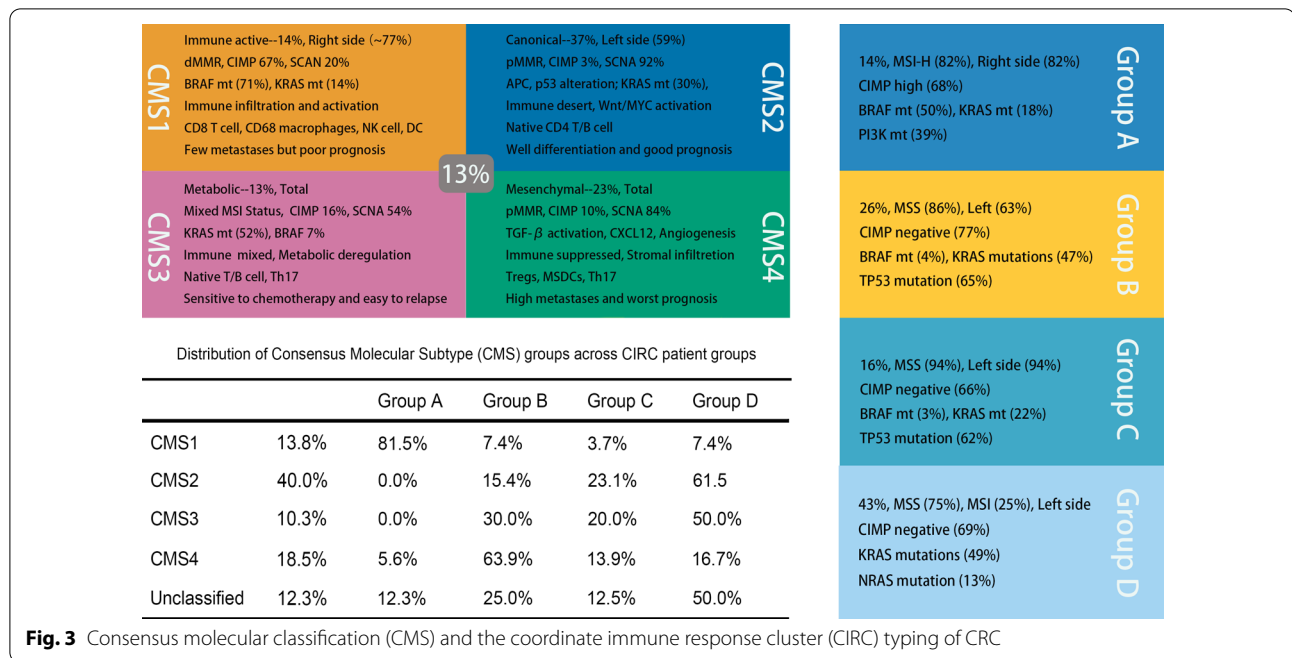 CMS1
Immune active--14%, Right side (~77%)
dMMR, CIMP 67%, SCAN 20%
BRAF mt (71%), KRAS mt (14%)
Immune infiltration and activation
CD8 T cell, CD68 macrophages, NK cell, DC
Few metastases but poor prognosis
CMS2
Canonical--37%, Left side (59%)
pMMR, CIMP 3%, SCNA 92%
APC, p53 alteration; KRAS mt (30%),
Immune desert, Wnt/MYC activation
Native CD4 T/B cell
Well differentiation and good prognosis
13%
CMS3
Metabolic--13%, Total
Mixed MSI Status, CIMP 16%, SCNA 54%
KRAS mt (52%), BRAF 7%
Immune mixed, Metabolic deregulation
Native T/B cell, Th17
Sensitive to chemotherapy and easy to relapse
CMS4
Mesenchymal--23%, Total
pMMR, CIMP 10%, SCNA 84%
TGF-β activation, CXCL12, Angiogenesis
Immune suppressed, Stromal infiltretion
Tregs, MSDCs, Th17
High metastases and worst prognosis
Group A
14%, MSI-H (82%), Right side (82%)
CIMP high (68%)
BRAF mt (50%), KRAS mt (18%)
PI3K mt (39%)
Group B
26%, MSS (86%), Left (63%)
CIMP negative (77%)
BRAF mt (4%), KRAS mutations (47%)
TP53 mutation (65%)
Group C
16%, MSS (94%), Left side (94%)
CIMP negative (66%)
BRAF mt (3%), KRAS mt (22%)
TP53 mutation (62%)
Group D
43%, MSS (75%), MSI (25%), Left side
CIMP negative (69%)
KRAS mutations (49%)
NRAS mutation (13%)
Distribution of Consensus Molecular Subtype (CMS) groups across CIRC patient groups
Group A Group B Group C Group D
CMS1 13.8% 81.5% 7.4% 3.7% 7.4%
CMS2 40.0% 0.0% 15.4% 23.1% 61.5
CMS3 10.3% 0.0% 30.0% 20.0% 50.0%
CMS4 18.5% 5.6% 63.9% 13.9% 16.7%
Unclassified 12.3% 12.3% 25.0% 12.5% 50.0%
Fig. 3 Consensus molecular classification (CMS) and the coordinate immune response cluster (CIRC) typing of CRC